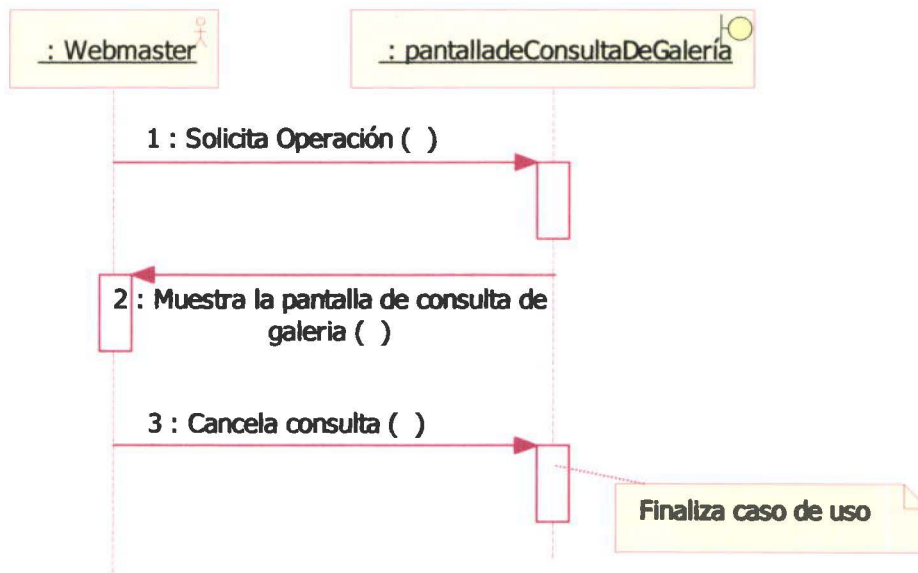 : Webmaster
: pantalladeConsultaDeGalería
1 : Solicita Operación ( )
2 : Muestra la pantalla de consulta de
galeria ( )
3 : Cancela consulta ( )
Finaliza caso de uso